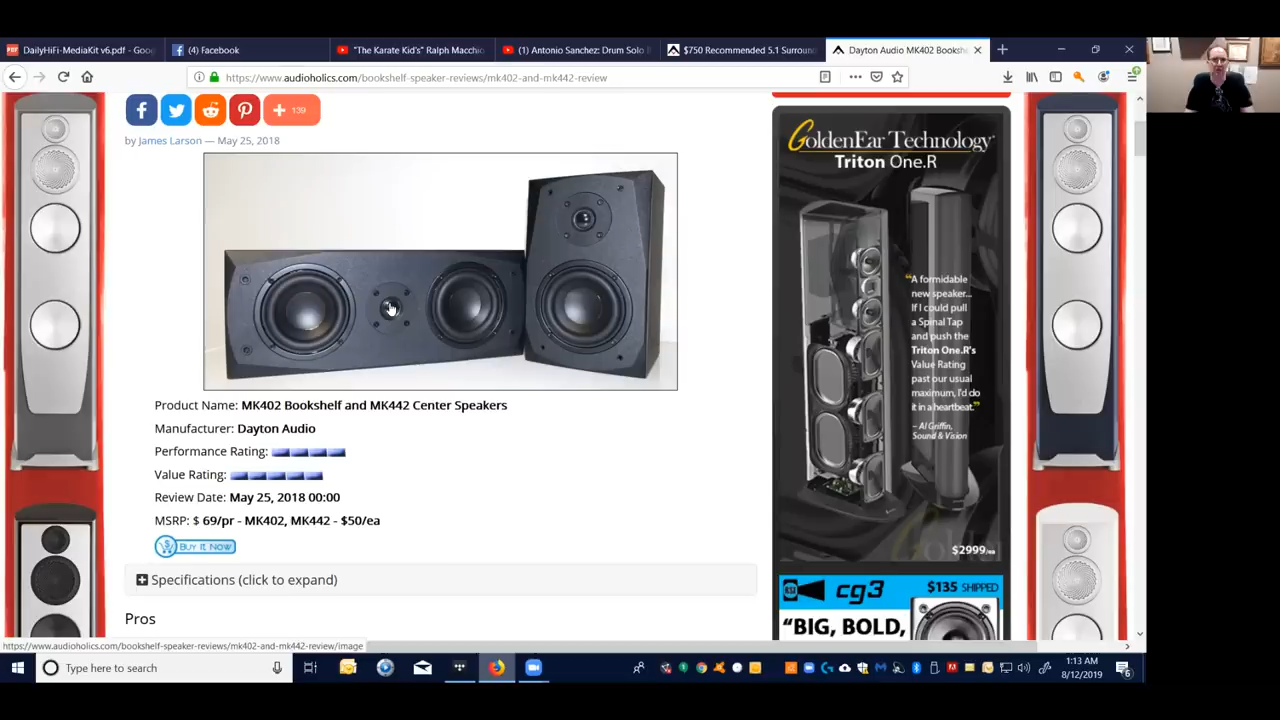 DailyHiFi-MediaKit v6.pdf - Goog
(4) Facebook
"The Karate Kid's" Ralph Macchio
(1) Antonio Sanchez: Drum Solo
$750 Recommended 5.1 Surroun
Dayton Audio MK402 Bookshe
https://www.audioholics.com/bookshelf-speaker-reviews/mk402-and-mk442-review
139
by James Larson — May 25, 2018
Product Name: MK402 Bookshelf and MK442 Center Speakers
Manufacturer: Dayton Audio
Performance Rating:
Value Rating:
Review Date: May 25, 2018 00:00
MSRP: $ 69/pr - MK402, MK442 - $50/ea
Buy It Now
Specifications (click to expand)
Pros
GoldenEar Technology
Triton One.R
“A formidable
new speaker...
If I could pull
a Spinal Tap
and push the
Triton One.R's
Value Rating
past our usual
maximum, I'd do
it in a heartbeat.”
– Al Griffin,
Sound & Vision
$2999/ea
RSL cg3 $135 SHIPPED
“BIG, BOLD,
https://www.audioholics.com/bookshelf-speaker-reviews/mk402-and-mk442-review/image
Type here to search
1:13 AM
8/12/2019
6